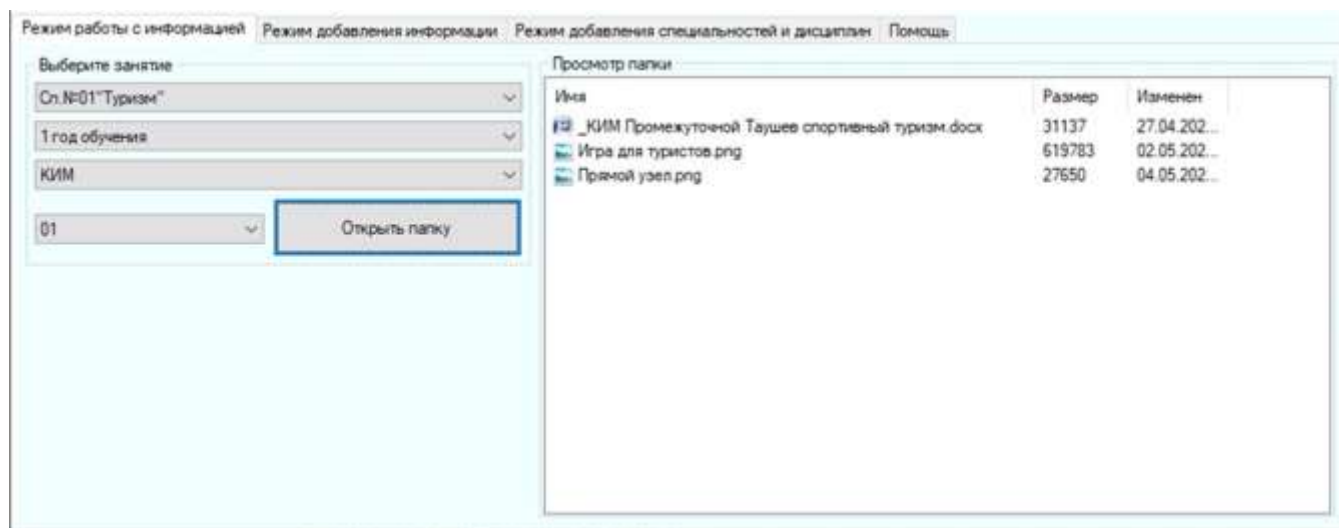 Режим работы с информацией Режим добавления информации Режим добавления специальностей и дисциплин Помощь
Выберите занятие
Сп.№01"Туризм"
1 год обучения
КИМ
01 Открыть папку
Просмотр папки
Имя Размер Изменен
_КИМ Промежуточной Таушев спортивный туризм.docx 31137 27.04.202...
Игра для туристов.png 619783 02.05.202...
Прямой узел.png 27650 04.05.202...